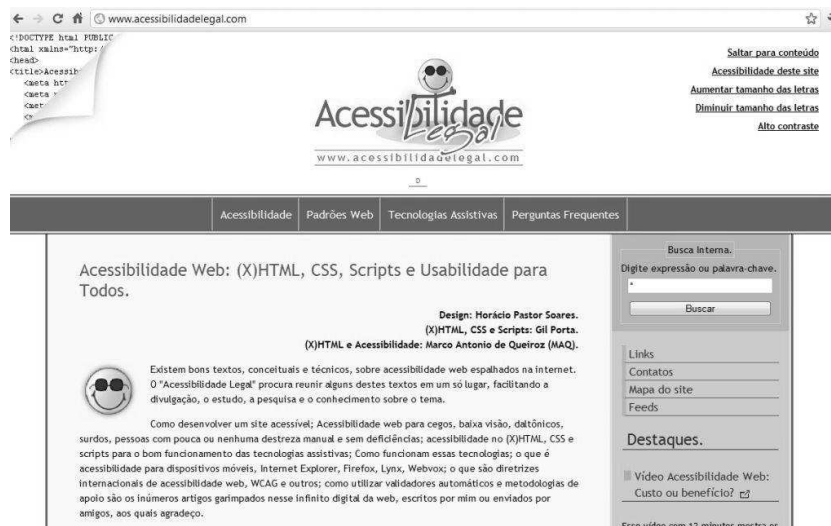 www.acessibilidadelegal.com
<!DOCTYPE html PUBLIC
<html xmlns="http:/
<head>
<title>Acessib
<meta htt
<meta
<met
Saltar para conteúdo
Acessibilidade deste site
Aumentar tamanho das letras
Diminuir tamanho das letras
Alto contraste
Acessibilidade
Legal
www.acessibilidadelegal.com
D
Acessibilidade
Padrões Web
Tecnologias Assistivas
Perguntas Frequentes
Acessibilidade Web: (X)HTML, CSS, Scripts e Usabilidade para
Todos.
Design: Horácio Pastor Soares.
(X)HTML, CSS e Scripts: Gil Porta.
(X)HTML e Acessibilidade: Marco Antonio de Queiroz (MAQ).
Existem bons textos, conceituais e técnicos, sobre acessibilidade web espalhados na internet.
O "Acessibilidade Legal" procura reunir alguns destes textos em um só lugar, facilitando a
divulgação, o estudo, a pesquisa e o conhecimento sobre o tema.
Como desenvolver um site acessível; Acessibilidade web para cegos, baixa visão, daltônicos,
surdos, pessoas com pouca ou nenhuma destreza manual e sem deficiências; acessibilidade no (X)HTML, CSS e
scripts para o bom funcionamento das tecnologias assistivas; Como funcionam essas tecnologias; o que é
acessibilidade para dispositivos móveis, Internet Explorer, Firefox, Lynx, Webvox; o que são diretrizes
internacionais de acessibilidade web, WCAG e outros; como utilizar validadores automáticos e metodologias de
apoio são os inúmeros artigos garimpados nesse infinito digital da web, escritos por mim ou enviados por
amigos, aos quais agradeço.
Busca Interna.
Digite expressão ou palavra-chave.
*
Buscar
Links
Contatos
Mapa do site
Feeds
Destaques.
Vídeo Acessibilidade Web:
Custo ou benefício?
Esse vídeo com 12 minutos mostra os